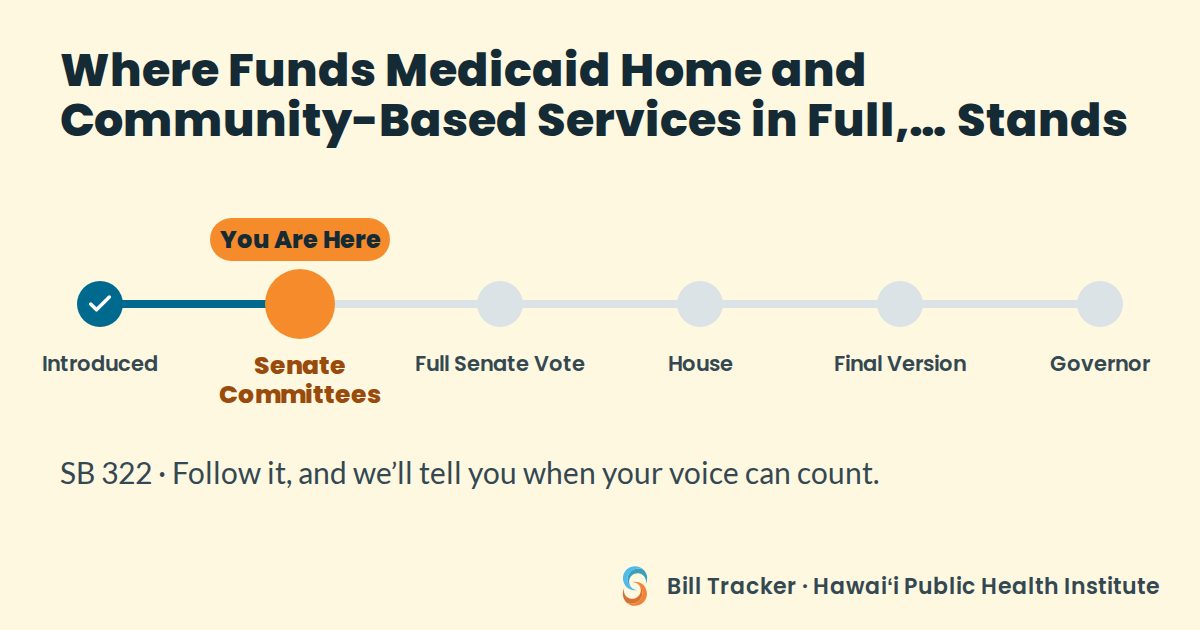 Where Funds Medicaid Home and
Community-Based Services in Full,... Stands
You Are Here
Introduced
Senate
Committees
Full Senate Vote
House
Final Version
Governor
SB 322 · Follow it, and we’ll tell you when your voice can count.
Bill Tracker · Hawaiʻi Public Health Institute